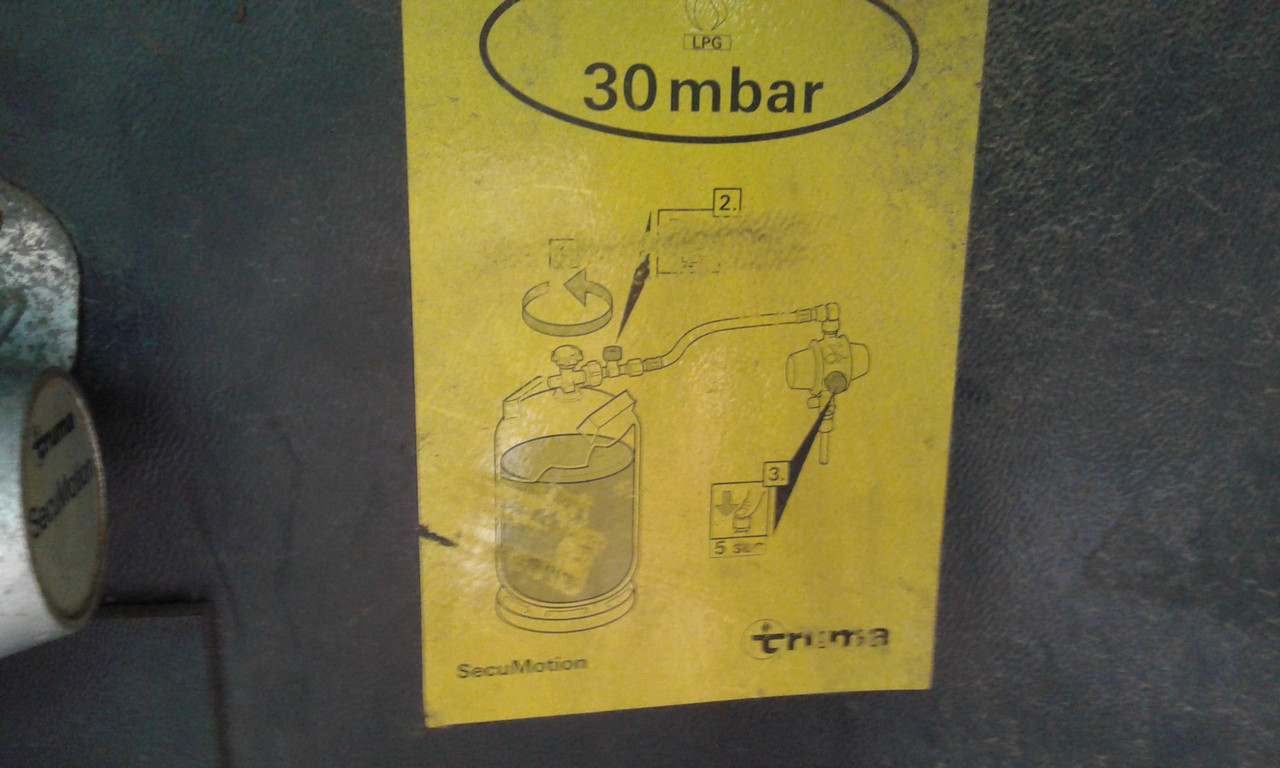 LPG
30 mbar
2.
3.
5 sec
truma
SecuMotion
truma
SecuMotion